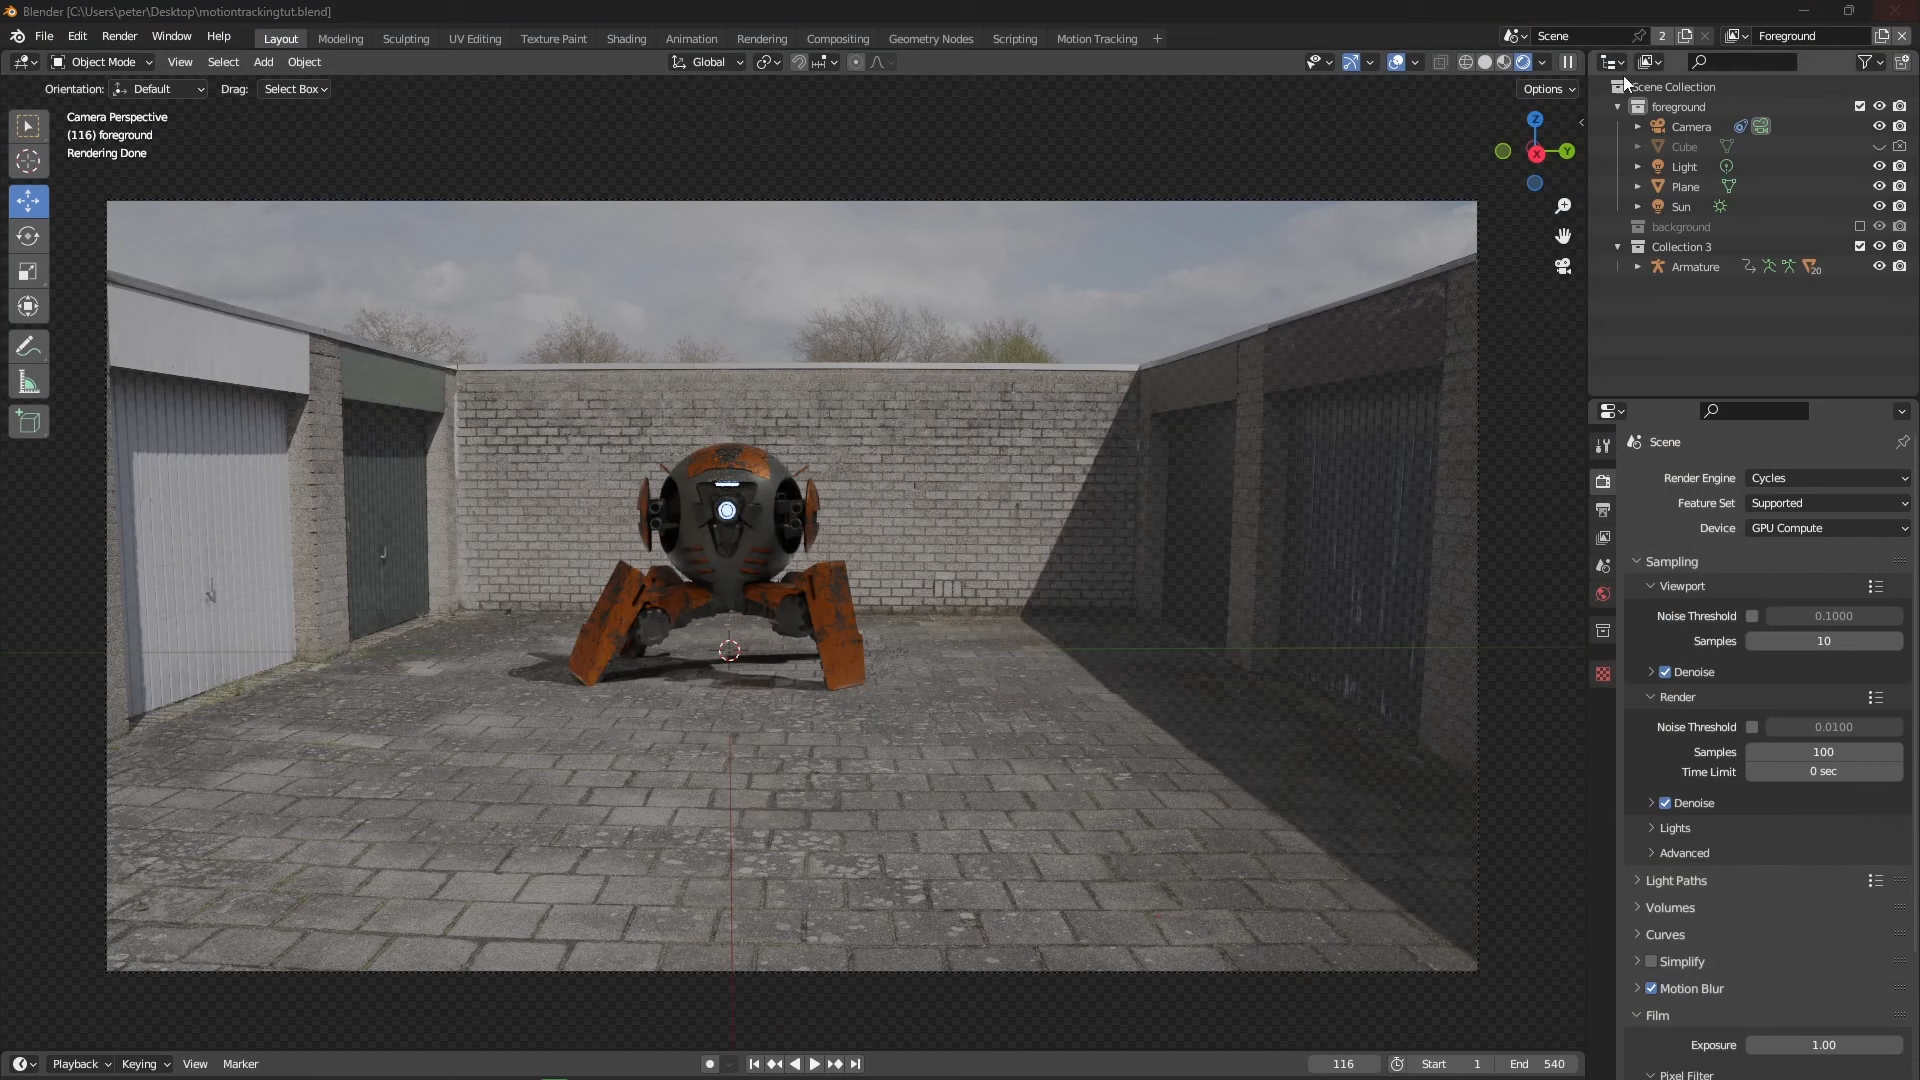 Blender [C:\Users\peter\Desktop\motiontrackingtut.blend]
File Edit Render Window Help Layout Modeling Sculpting UV Editing Texture Paint Shading Animation Rendering Compositing Geometry Nodes Scripting Motion Tracking + Scene 2 Foreground
Object Mode View Select Add Object Global
Orientation: Default Drag: Select Box Options
Camera Perspective
(116) foreground
Rendering Done
Z
X
Y
Scene Collection
foreground
Camera
Cube
Light
Plane
Sun
background
Collection 3
Armature 20
Scene
Render Engine Cycles
Feature Set Supported
Device GPU Compute
Sampling
Viewport
Noise Threshold 0.1000
Samples 10
Denoise
Render
Noise Threshold 0.0100
Samples 100
Time Limit 0 sec
Denoise
Lights
Advanced
Light Paths
Volumes
Curves
Simplify
Motion Blur
Film
Exposure 1.00
Pixel Filter
Playback Keying View Marker 116 Start 1 End 540